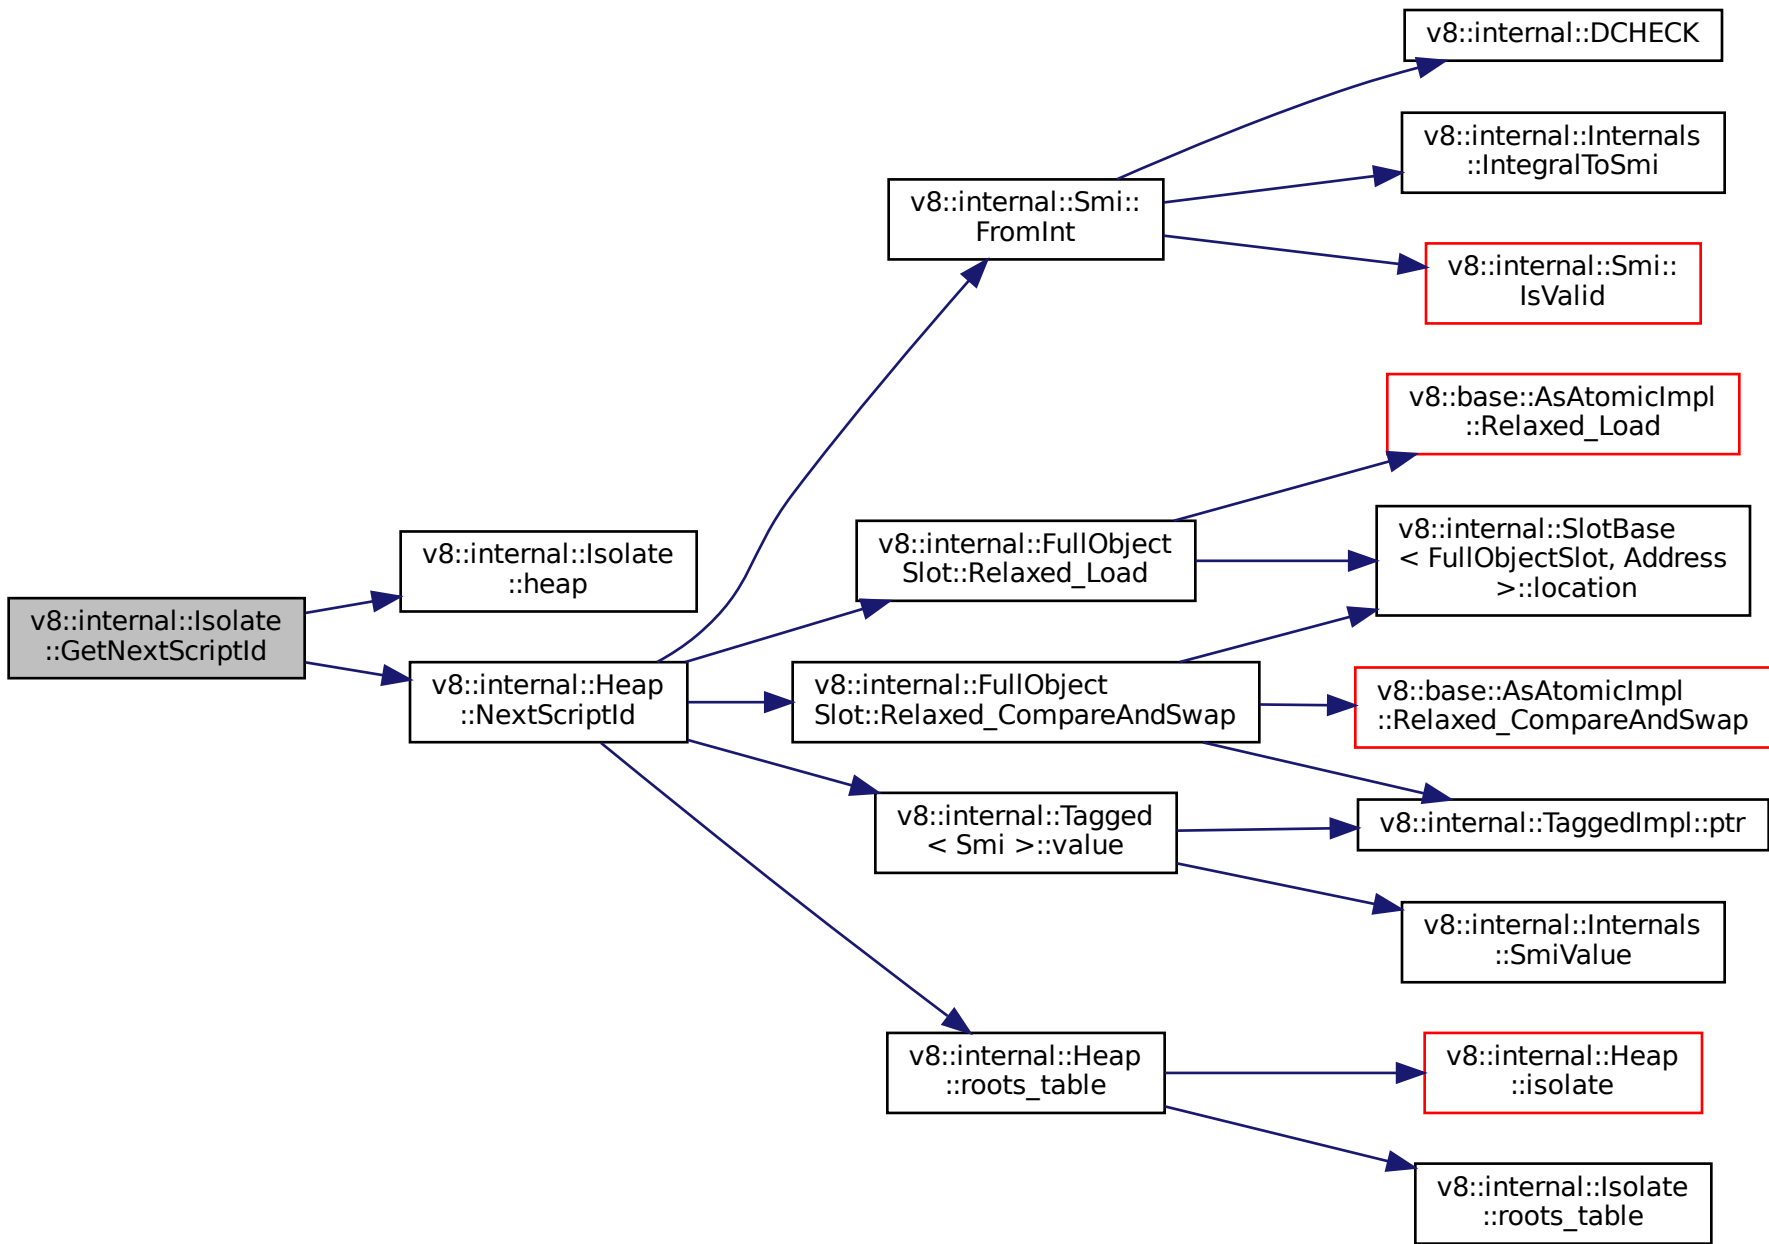 v8::internal::Isolate
::GetNextScriptId
v8::internal::Isolate
::heap
v8::internal::Heap
::NextScriptId
v8::internal::Smi::
FromInt
v8::internal::FullObject
Slot::Relaxed_Load
v8::internal::FullObject
Slot::Relaxed_CompareAndSwap
v8::internal::Tagged
< Smi >::value
v8::internal::Heap
::roots_table
v8::internal::DCHECK
v8::internal::Internals
::IntegralToSmi
v8::internal::Smi::
IsValid
v8::base::AsAtomicImpl
::Relaxed_Load
v8::internal::SlotBase
< FullObjectSlot, Address
>::location
v8::base::AsAtomicImpl
::Relaxed_CompareAndSwap
v8::internal::TaggedImpl::ptr
v8::internal::Internals
::SmiValue
v8::internal::Heap
::isolate
v8::internal::Isolate
::roots_table